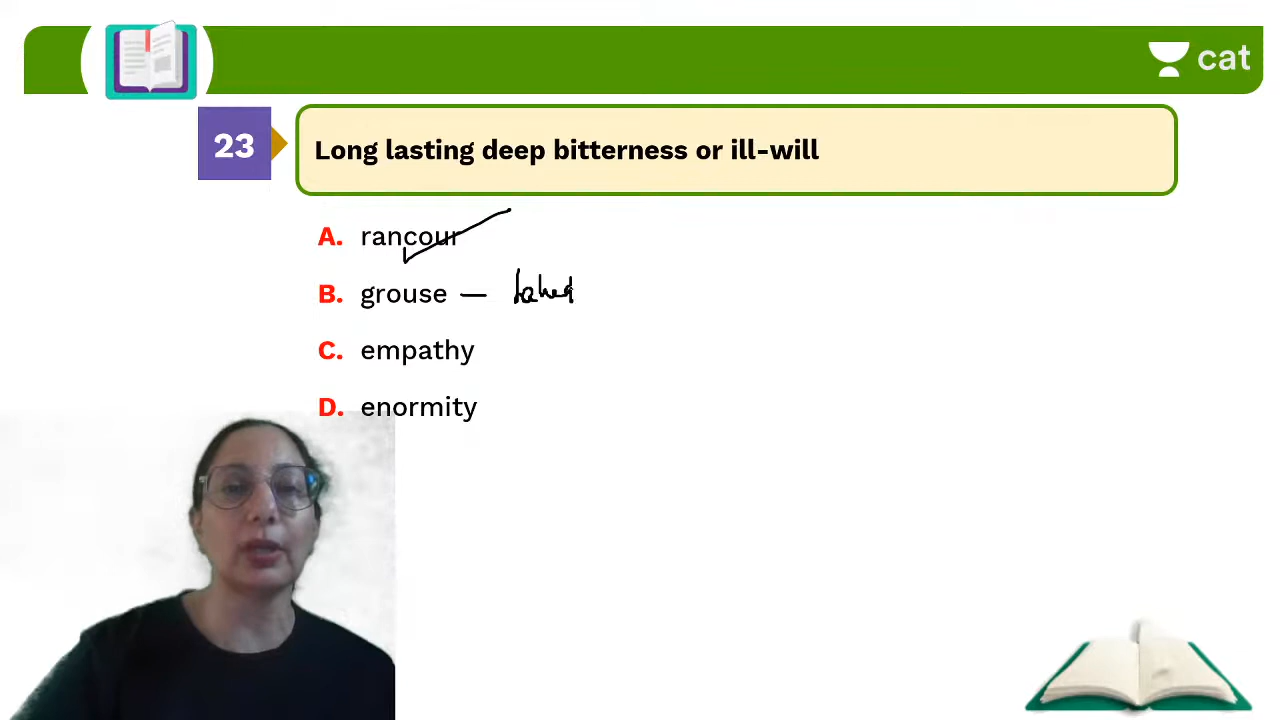 cat
23
Long lasting deep bitterness or ill-will
A. rancour
B. grouse —
C. empathy
D. enormity